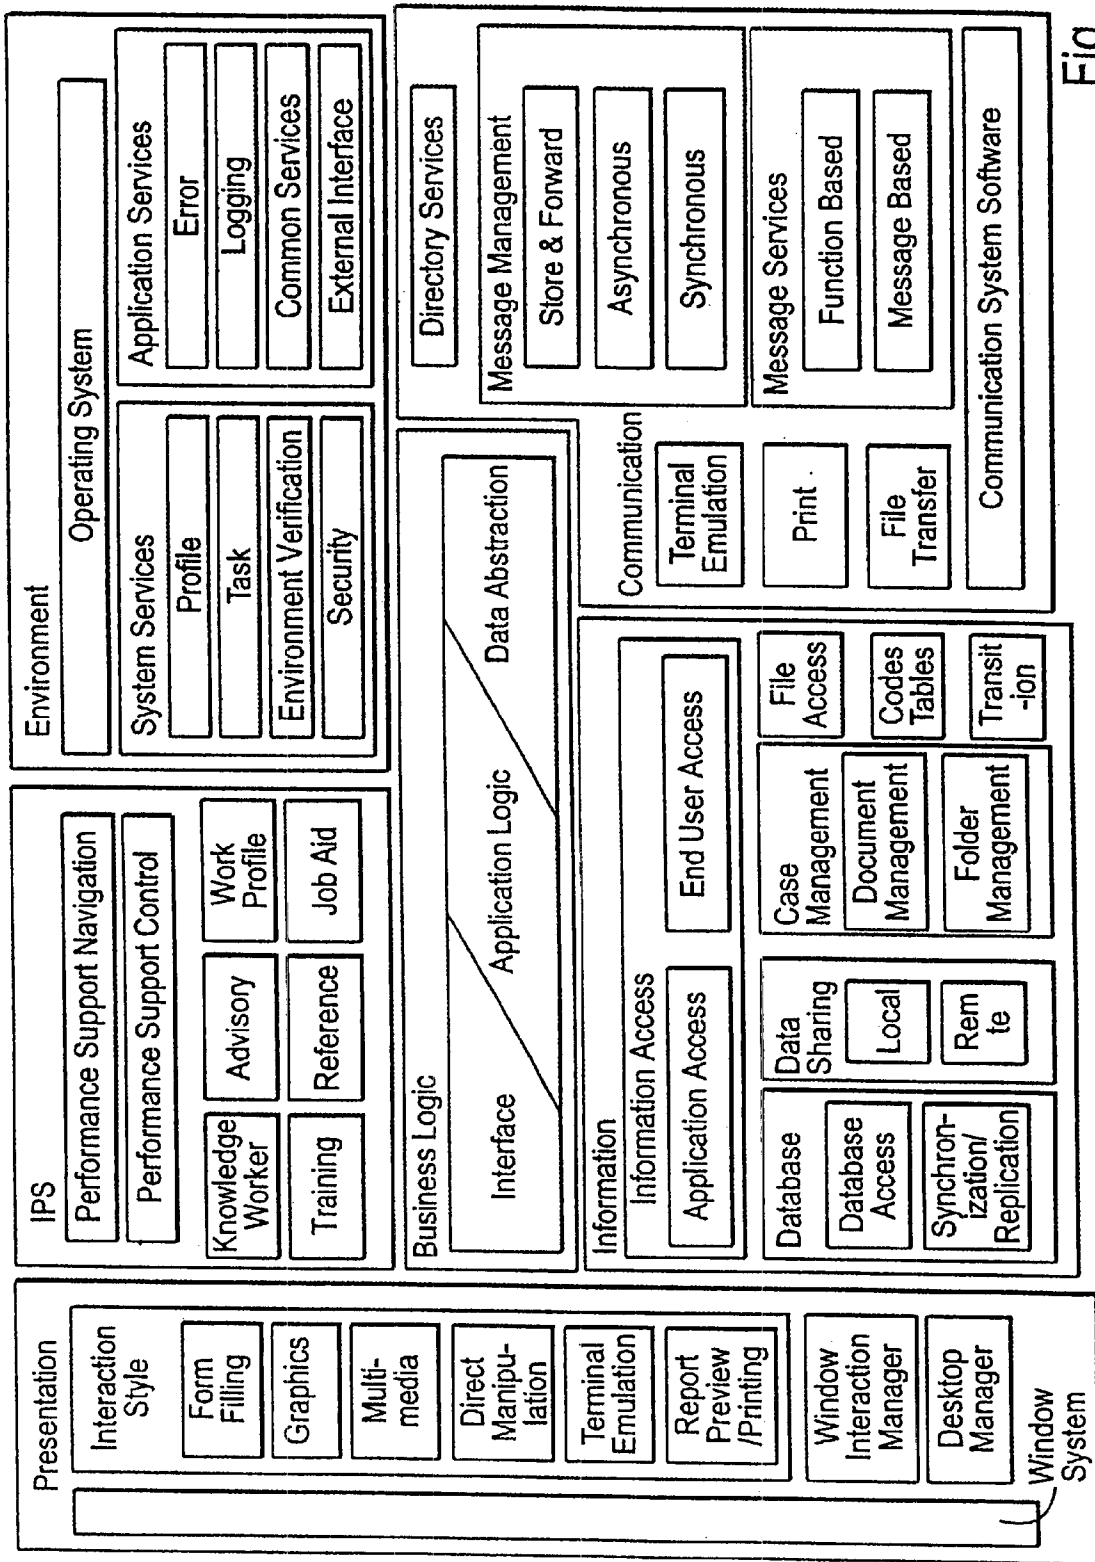 Presentation
Interaction
Style
Form
Filling
Graphics
Multi-
media
Direct
Manipu-
lation
Terminal
Emulation
Report
Preview
/Printing
Window
Interaction
Manager
Desktop
Manager
Window
System
IPS
Performance Support Navigation
Performance Support Control
Knowledge
Worker
Advisory
Work
Profile
Training
Reference
Job Aid
Environment
Operating System
System Services
Profile
Task
Environment Verification
Security
Application Services
Error
Logging
Common Services
External Interface
Business Logic
Interface
Application Logic
Data Abstraction
Information
Information Access
Application Access
End User Access
Database
Database
Access
Synchron-
ization/
Replication
Data
Sharing
Local
Rem
te
Case
Management
Document
Management
Folder
Management
File
Access
Codes
Tables
Transit
-ion
Communication
Terminal
Emulation
Print
File
Transfer
Directory Services
Message Management
Store & Forward
Asynchronous
Synchronous
Message Services
Function Based
Message Based
Communication System Software
Fig